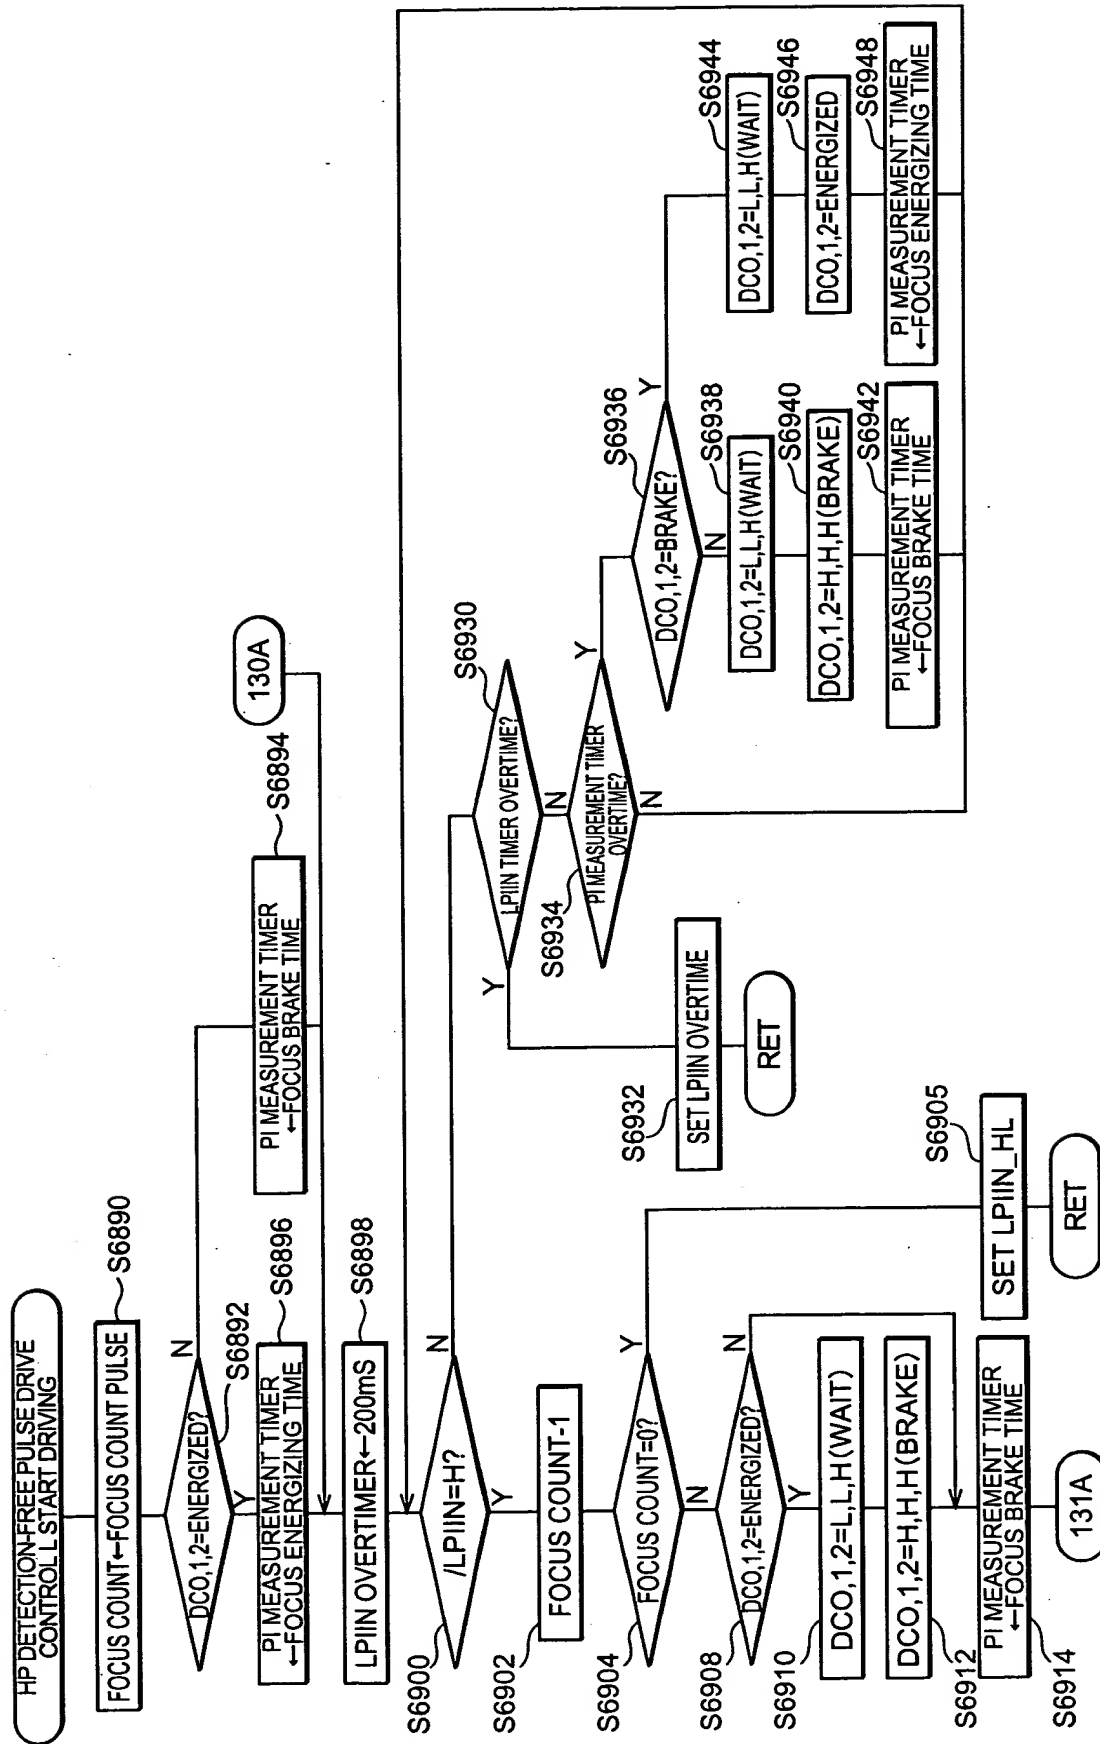 HP DETECTION-FREE PULSE DRIVE
CONTROL L START DRIVING
FOCUS COUNT←FOCUS COUNT PULSE
S6890
DCO,1,2=ENERGIZED?
S6892
N
Y
PI MEASUREMENT TIMER
←FOCUS BRAKE TIME
S6894
130A
PI MEASUREMENT TIMER
←FOCUS ENERGIZING TIME
S6896
LPIIN OVERTIMER←200mS
S6898
/LPIIN=H?
S6900
N
Y
FOCUS COUNT-1
S6902
FOCUS COUNT=0?
S6904
Y
N
SET LPIIN_HL
S6905
RET
DCO,1,2=ENERGIZED?
S6908
N
Y
DCO,1,2=L,L,H(WAIT)
S6910
DCO,1,2=H,H,H(BRAKE)
S6912
PI MEASUREMENT TIMER
←FOCUS BRAKE TIME
S6914
131A
LPIIN TIMER OVERTIME?
S6930
Y
N
SET LPIIN OVERTIME
S6932
RET
PI MEASUREMENT TIMER
OVERTIME?
S6934
Y
N
DCO,1,2=BRAKE?
S6936
Y
N
DCO,1,2=L,L,H(WAIT)
S6938
DCO,1,2=H,H,H(BRAKE)
S6940
PI MEASUREMENT TIMER
←FOCUS BRAKE TIME
S6942
DCO,1,2=L,L,H(WAIT)
S6944
DCO,1,2=ENERGIZED
S6946
PI MEASUREMENT TIMER
←FOCUS ENERGIZING TIME
S6948